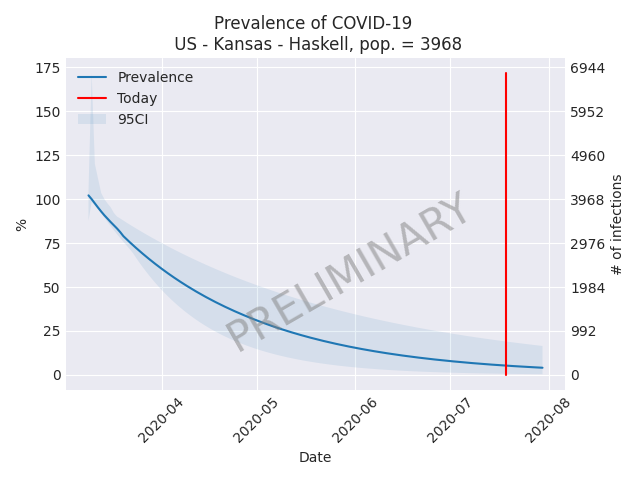 Prevalence of COVID-19
US - Kansas - Haskell, pop. = 3968
175
150
125
100
75
50
25
0
%
Prevalence
Today
95CI
PRELIMINARY
6944
5952
4960
3968
2976
1984
992
0
# of infections
2020-04
2020-05
2020-06
2020-07
2020-08
Date